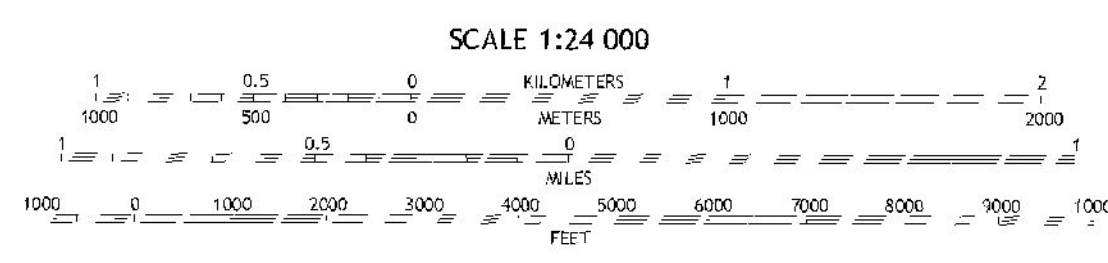 SCALE 1:24 000
1 0.5 0 KILOMETERS 1 2
1000 500 0 METERS 1000 2000
1 0.5 0 1
MILES
1000 0 1000 2000 3000 4000 5000 6000 7000 8000 9000 1000
FEET